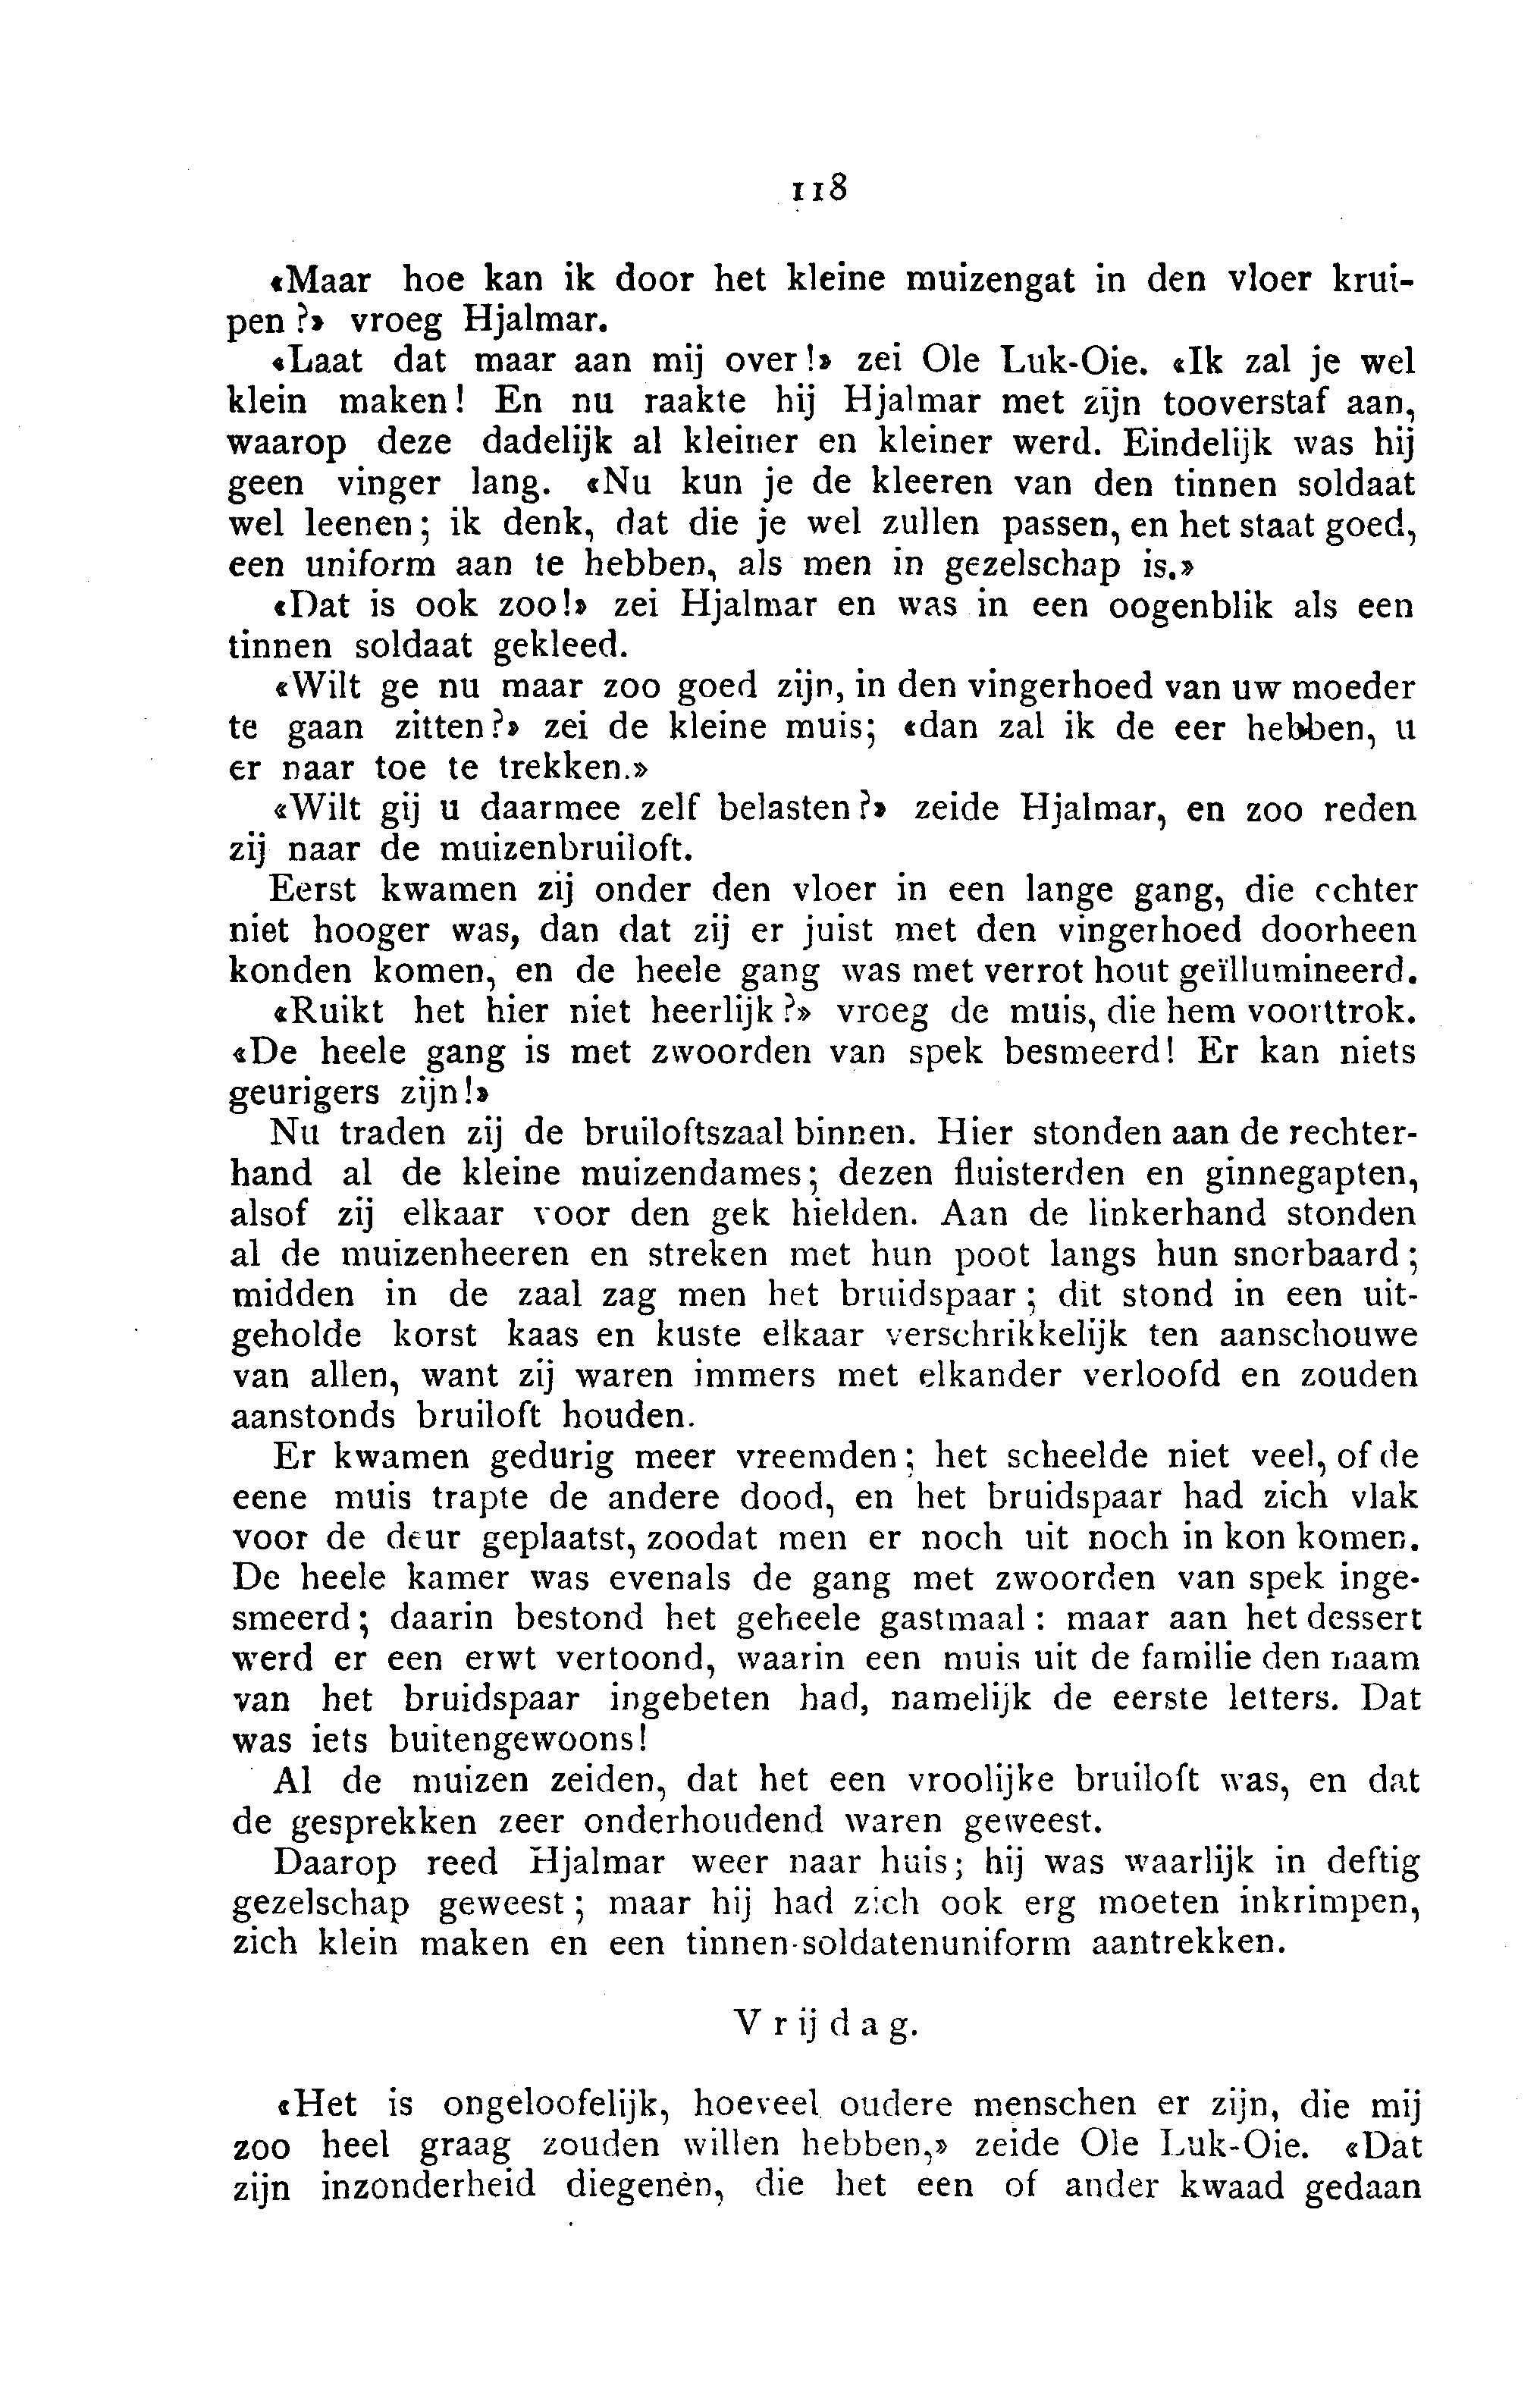 118
«Maar hoe kan ik door het kleine muizengat in den vloer krui-
pen?» vroeg Hjalmar.
«Laat dat maar aan mij over!» zei Ole Luk-Oie. «Ik zal je wel
klein maken! En nu raakte hij Hjalmar met zijn tooverstaf aan,
waarop deze dadelijk al kleiner en kleiner werd. Eindelijk was hij
geen vinger lang. «Nu kun je de kleeren van den tinnen soldaat
wel leenen; ik denk, dat die je wel zullen passen, en het staat goed,
een uniform aan te hebben, als men in gezelschap is.»
«Dat is ook zoo!» zei Hjalmar en was in een oogenblik als een
tinnen soldaat gekleed.
«Wilt ge nu maar zoo goed zijn, in den vingerhoed van uw moeder
te gaan zitten?» zei de kleine muis; «dan zal ik de eer hebben, u
er naar toe te trekken.»
«Wilt gij u daarmee zelf belasten?» zeide Hjalmar, en zoo reden
zij naar de muizenbruiloft.
Eerst kwamen zij onder den vloer in een lange gang, die echter
niet hooger was, dan dat zij er juist met den vingerhoed doorheen
konden komen, en de heele gang was met verrot hout geïllumineerd.
«Ruikt het hier niet heerlijk?» vroeg de muis, die hem voorttrok.
«De heele gang is met zwoorden van spek besmeerd! Er kan niets
geurigers zijn!»
Nu traden zij de bruiloftszaal binnen. Hier stonden aan de rechter-
hand al de kleine muizendames; dezen fluisterden en ginnegapten,
alsof zij elkaar voor den gek hielden. Aan de linkerhand stonden
al de muizenheeren en streken met hun poot langs hun snorbaard;
midden in de zaal zag men het bruidspaar; dit stond in een uit-
geholde korst kaas en kuste elkaar verschrikkelijk ten aanschouwe
van allen, want zij waren immers met elkander verloofd en zouden
aanstonds bruiloft houden.
Er kwamen gedurig meer vreemden; het scheelde niet veel, of de
eene muis trapte de andere dood, en het bruidspaar had zich vlak
voor de deur geplaatst, zoodat men er noch uit noch in kon komen.
De heele kamer was evenals de gang met zwoorden van spek inge-
smeerd; daarin bestond het geheele gastmaal: maar aan het dessert
werd er een erwt vertoond, waarin een muis uit de familie den naam
van het bruidspaar ingebeten had, namelijk de eerste letters. Dat
was iets buitengewoons!
Al de muizen zeiden, dat het een vroolijke bruiloft was, en dat
de gesprekken zeer onderhoudend waren geweest.
Daarop reed Hjalmar weer naar huis; hij was waarlijk in deftig
gezelschap geweest; maar hij had zich ook erg moeten inkrimpen,
zich klein maken en een tinnen-soldatenuniform aantrekken.
Vrijdag.
«Het is ongeloofelijk, hoeveel oudere menschen er zijn, die mij
zoo heel graag zouden willen hebben,» zeide Ole Luk-Oie. «Dat
zijn inzonderheid diegenen, die het een of ander kwaad gedaan